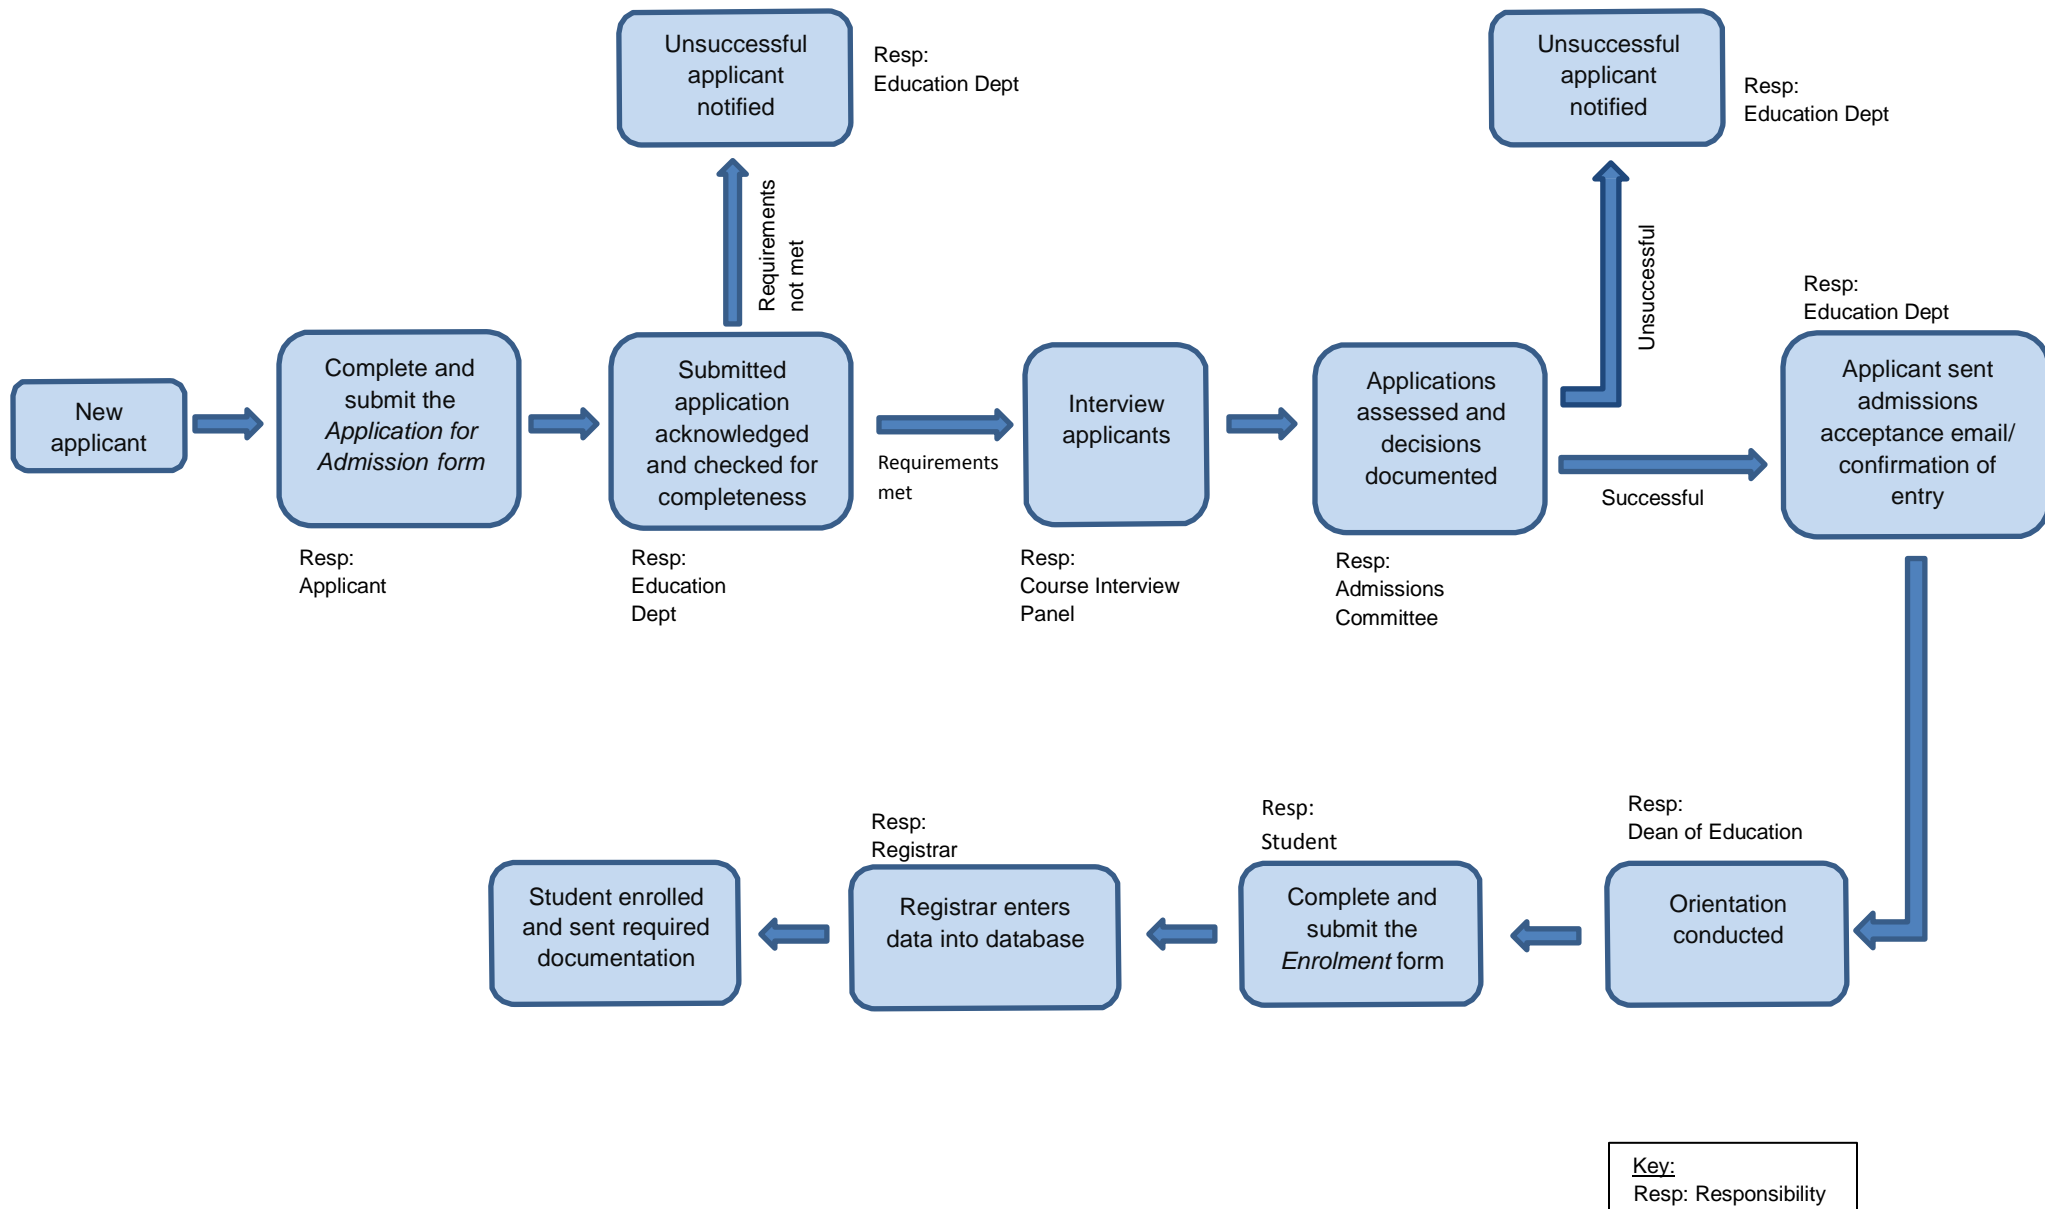 Unsuccessful
applicant
notified
Resp:
Education Dept
Unsuccessful
applicant
notified
Resp:
Education Dept
Requirements
not met
Unsuccessful
Resp:
Education Dept
New
applicant
Complete and
submit the
Application for
Admission form
Resp:
Applicant
Submitted
application
acknowledged
and checked for
completeness
Resp:
Education
Dept
Requirements
met
Interview
applicants
Resp:
Course Interview
Panel
Applications
assessed and
decisions
documented
Resp:
Admissions
Committee
Successful
Applicant sent
admissions
acceptance email/
confirmation of
entry
Resp:
Dean of Education
Orientation
conducted
Resp:
Student
Complete and
submit the
Enrolment form
Resp:
Registrar
Registrar enters
data into database
Student enrolled
and sent required
documentation
Key:
Resp: Responsibility